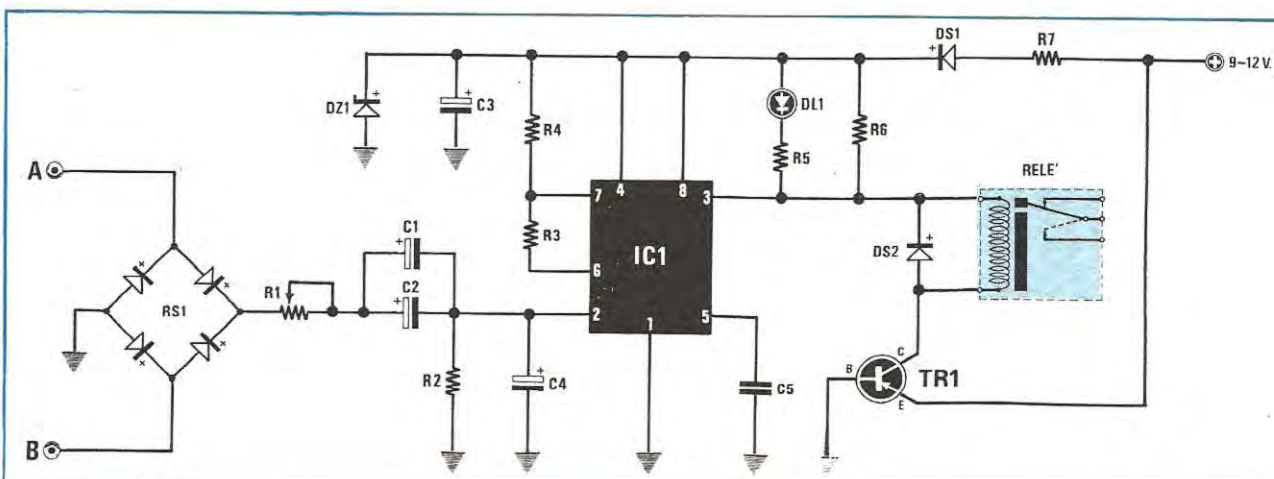 DS1
R7
9~12 V.
DZ1
C3
R4
DL1
R6
R5
RELE'
A
7
4
8
3
C1
R3
IC1
DS2
RS1
R1
C2
6
2
1
5
R2
C4
C5
C
B
TR1
E
B